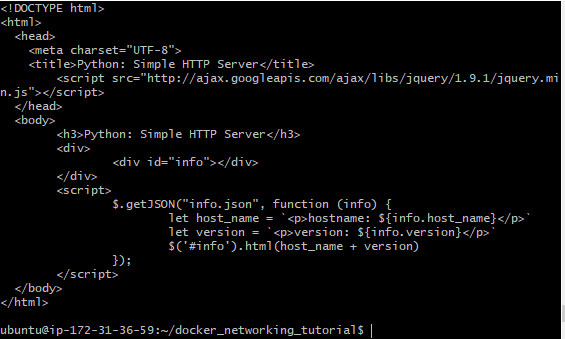 <!DOCTYPE html>
<html>
  <head>
    <meta charset="UTF-8">
    <title>Python: Simple HTTP Server</title>
        <script src="http://ajax.googleapis.com/ajax/libs/jquery/1.9.1/jquery.mi
n.js"></script>
  </head>
  <body>
        <h3>Python: Simple HTTP Server</h3>
        <div>
                <div id="info"></div>
        </div>
        <script>
                $.getJSON("info.json", function (info) {
                        let host_name = `<p>hostname: ${info.host_name}</p>`
                        let version = `<p>version: ${info.version}</p>`
                        $('#info').html(host_name + version)
                });
        </script>
  </body>
</html>
ubuntu@ip-172-31-36-59:~/docker_networking_tutorial$